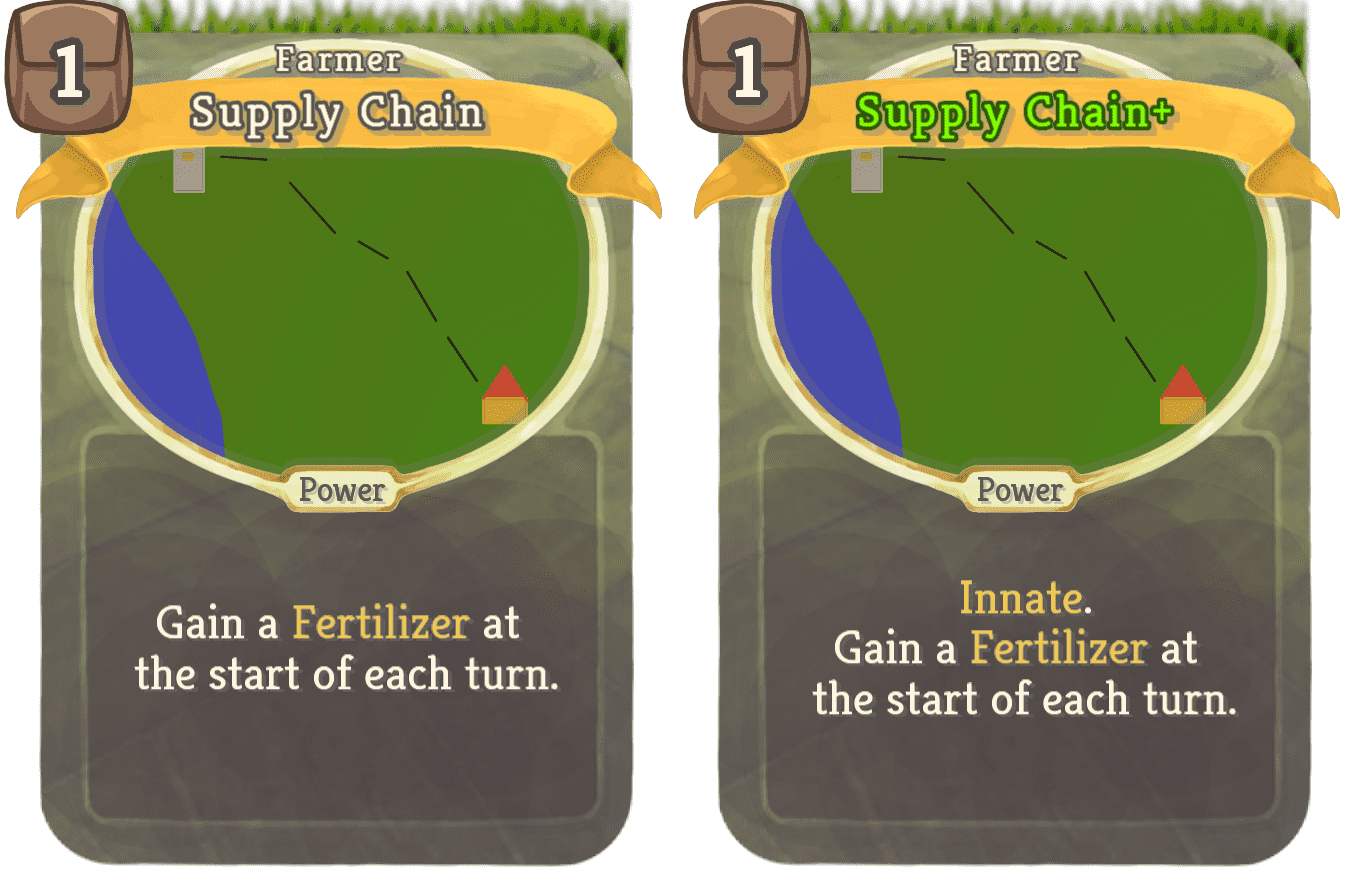 1
Farmer
Supply Chain
Power
Gain a Fertilizer at
the start of each turn.
1
Farmer
Supply Chain+
Power
Innate.
Gain a Fertilizer at
the start of each turn.